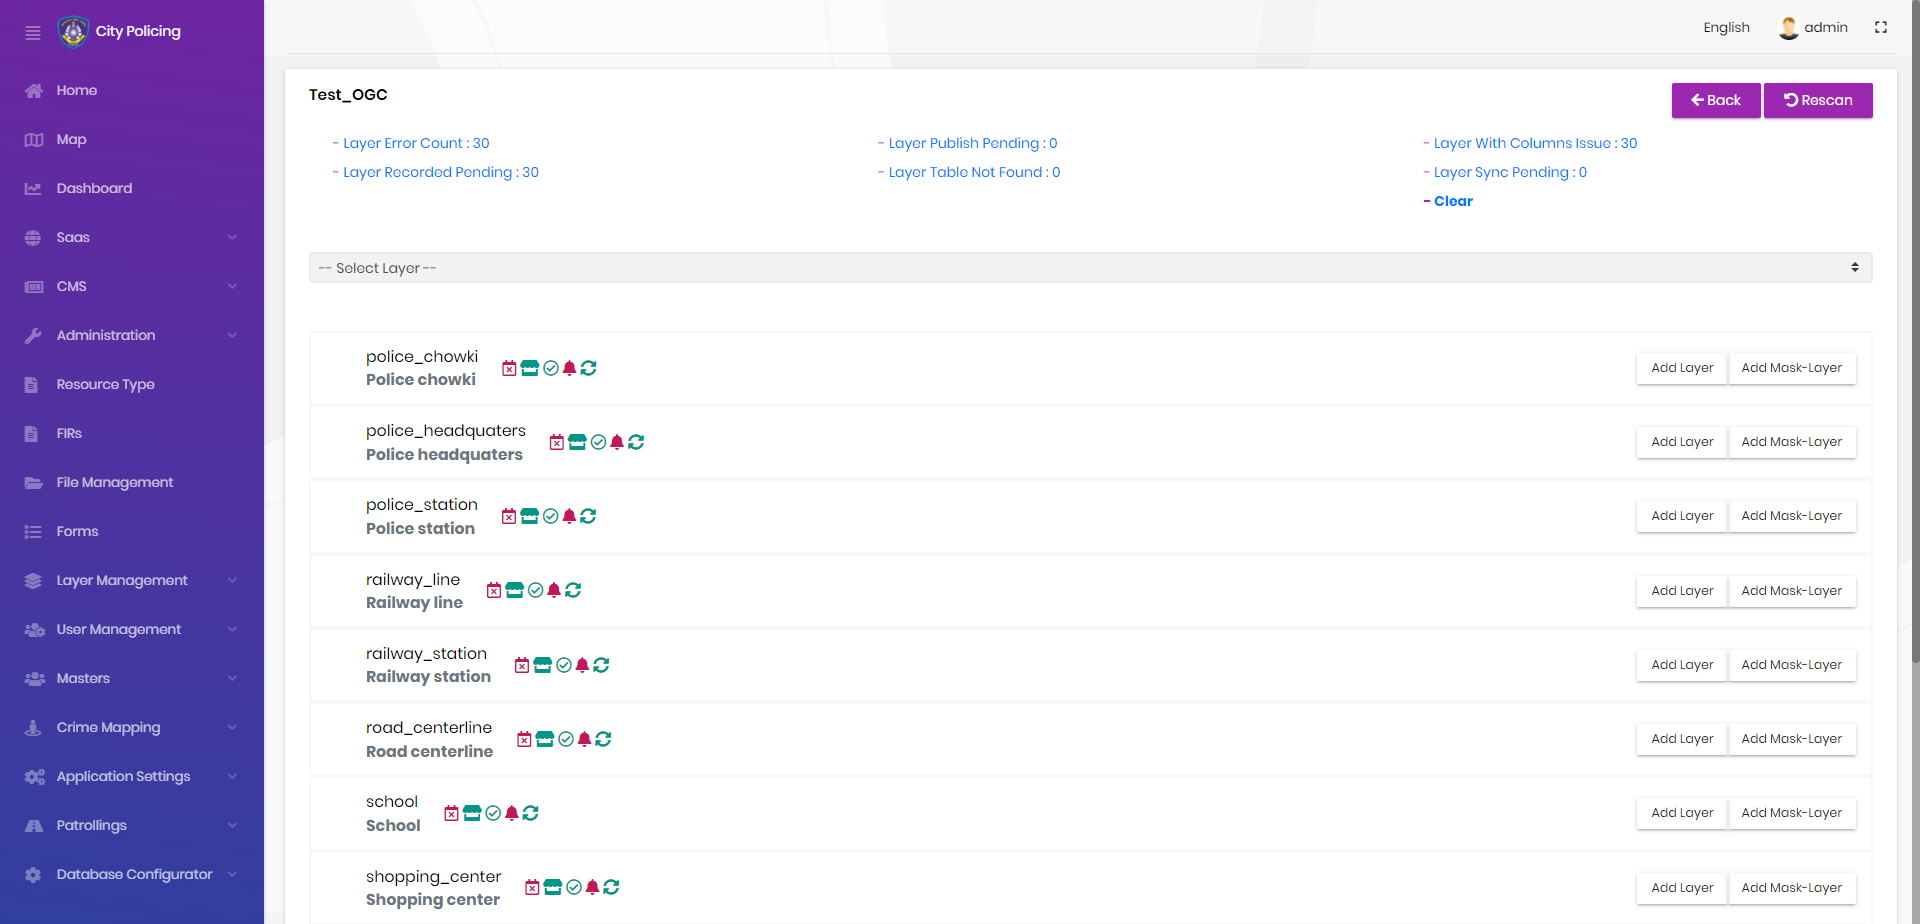 City Policing
English
admin
Home
Map
Dashboard
Saas
CMS
Administration
Resource Type
FIRs
File Management
Forms
Layer Management
User Management
Masters
Crime Mapping
Application Settings
Patrollings
Database Configurator
Test_OGC
Back
Rescan
- Layer Error Count : 30
- Layer Publish Pending : 0
- Layer With Columns Issue : 30
- Layer Recorded Pending : 30
- Layer Table Not Found : 0
- Layer Sync Pending : 0
- Clear
-- Select Layer --
police_chowki
Police chowki
Add Layer
Add Mask-Layer
police_headquaters
Police headquaters
Add Layer
Add Mask-Layer
police_station
Police station
Add Layer
Add Mask-Layer
railway_line
Railway line
Add Layer
Add Mask-Layer
railway_station
Railway station
Add Layer
Add Mask-Layer
road_centerline
Road centerline
Add Layer
Add Mask-Layer
school
School
Add Layer
Add Mask-Layer
shopping_center
Shopping center
Add Layer
Add Mask-Layer